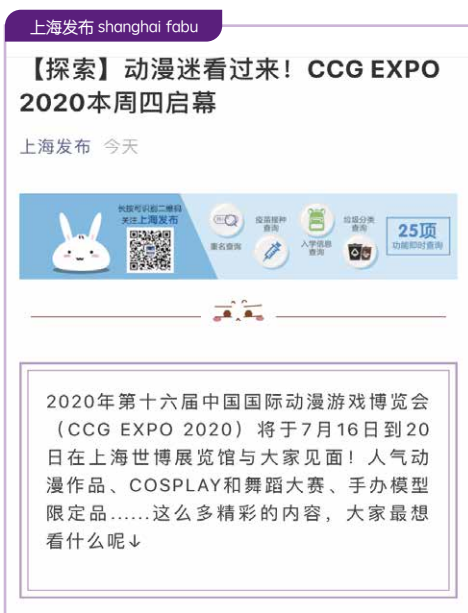 上海发布 shanghai fabu
【探索】动漫迷看过来！CCG EXPO
2020本周四启幕
上海发布 今天
长按可识别二维码
关注上海发布
重名查询
疫苗接种
查询
入学信息
查询
垃圾分类
查询
25项
功能即时查询
2020年第十六届中国国际动漫游戏博览会
（CCG EXPO 2020）将于7月16日到20
日在上海世博展览馆与大家见面！人气动
漫作品、COSPLAY和舞蹈大赛、手办模型
限定品......这么多精彩的内容，大家最想
看什么呢↓